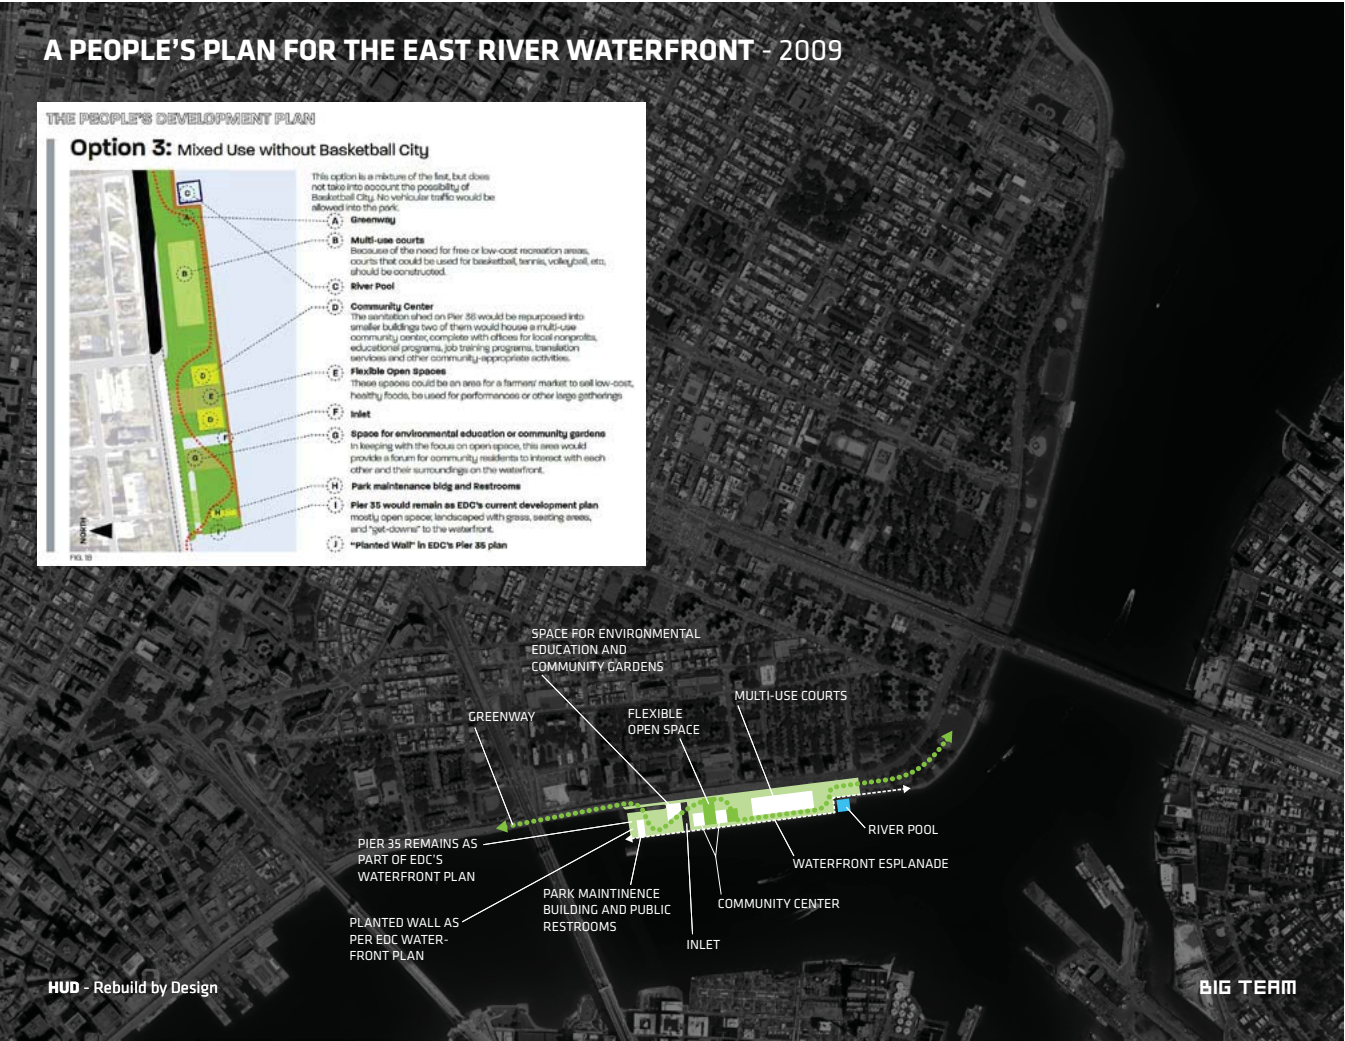 A PEOPLE'S PLAN FOR THE EAST RIVER WATERFRONT - 2009
THE PEOPLE'S DEVELOPMENT PLAN
Option 3: Mixed Use without Basketball City
This option is a mixture of the first, but does
not take into account the possibility of
Basketball City. No vehicular traffic would be
allowed into the park.
A Greenway
B Multi-use courts
Because of the need for free or low-cost recreation areas,
courts that could be used for basketball, tennis, volleyball, etc,
should be constructed.
C River Pool
D Community Center
The sanitation shed on Pier 36 would be repurposed into
smaller buildings two of them would house a multi-use
community center, complete with offices for local nonprofits,
educational programs, job training programs, translation
services and other community-appropriate activities.
E Flexible Open Spaces
These spaces could be an area for a farmers' market to sell low-cost,
healthy foods, be used for performances or other large gatherings
F Inlet
G Space for environmental education or community gardens
In keeping with the focus on open space, this area would
provide a forum for community residents to interact with each
other and their surroundings on the waterfront.
H Park maintenance bldg and Restrooms
I Pier 35 would remain as EDC's current development plan
mostly open space; landscaped with grass, seating areas,
and "get-downs" to the waterfront.
J "Planted Wall" in EDC's Pier 35 plan
C
A
B
D
E
D
F
G
H
I
NORTH
FIG. 18
SPACE FOR ENVIRONMENTAL
EDUCATION AND
COMMUNITY GARDENS
MULTI-USE COURTS
GREENWAY
FLEXIBLE
OPEN SPACE
RIVER POOL
PIER 35 REMAINS AS
PART OF EDC'S
WATERFRONT PLAN
WATERFRONT ESPLANADE
PARK MAINTINENCE
BUILDING AND PUBLIC
RESTROOMS
COMMUNITY CENTER
PLANTED WALL AS
PER EDC WATER-
FRONT PLAN
INLET
HUD - Rebuild by Design
BIG TEAM